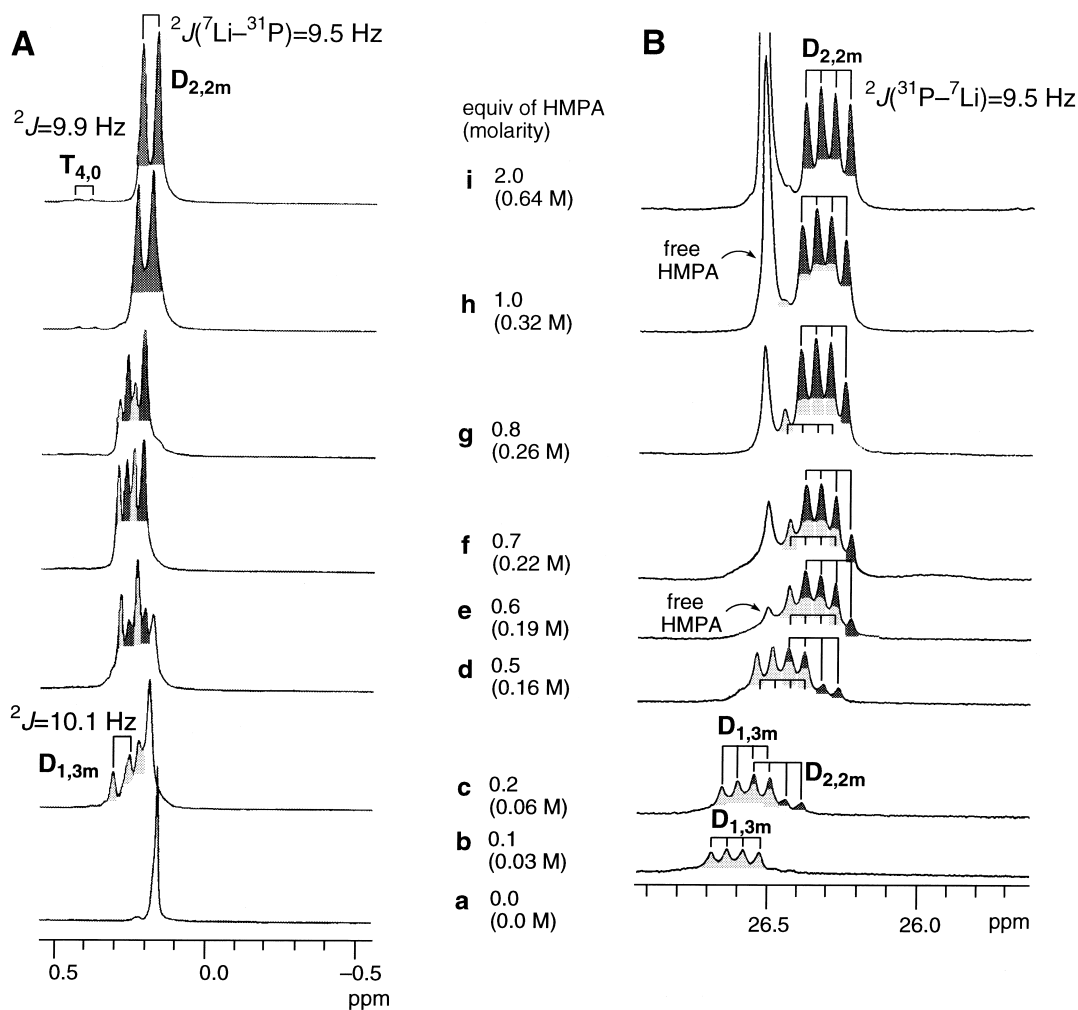 A
²J(⁷Li–³¹P)=9.5 Hz
D2,2m
²J=9.9 Hz
T4,0
²J=10.1 Hz
D1,3m
0.5
0.0
–0.5
ppm
equiv of HMPA
(molarity)
i 2.0
(0.64 M)
h 1.0
(0.32 M)
g 0.8
(0.26 M)
f 0.7
(0.22 M)
e 0.6
(0.19 M)
d 0.5
(0.16 M)
c 0.2
(0.06 M)
b 0.1
(0.03 M)
a 0.0
(0.0 M)
B
D2,2m
²J(³¹P–⁷Li)=9.5 Hz
free
HMPA
free
HMPA
D1,3m
D2,2m
D1,3m
26.5
26.0
ppm